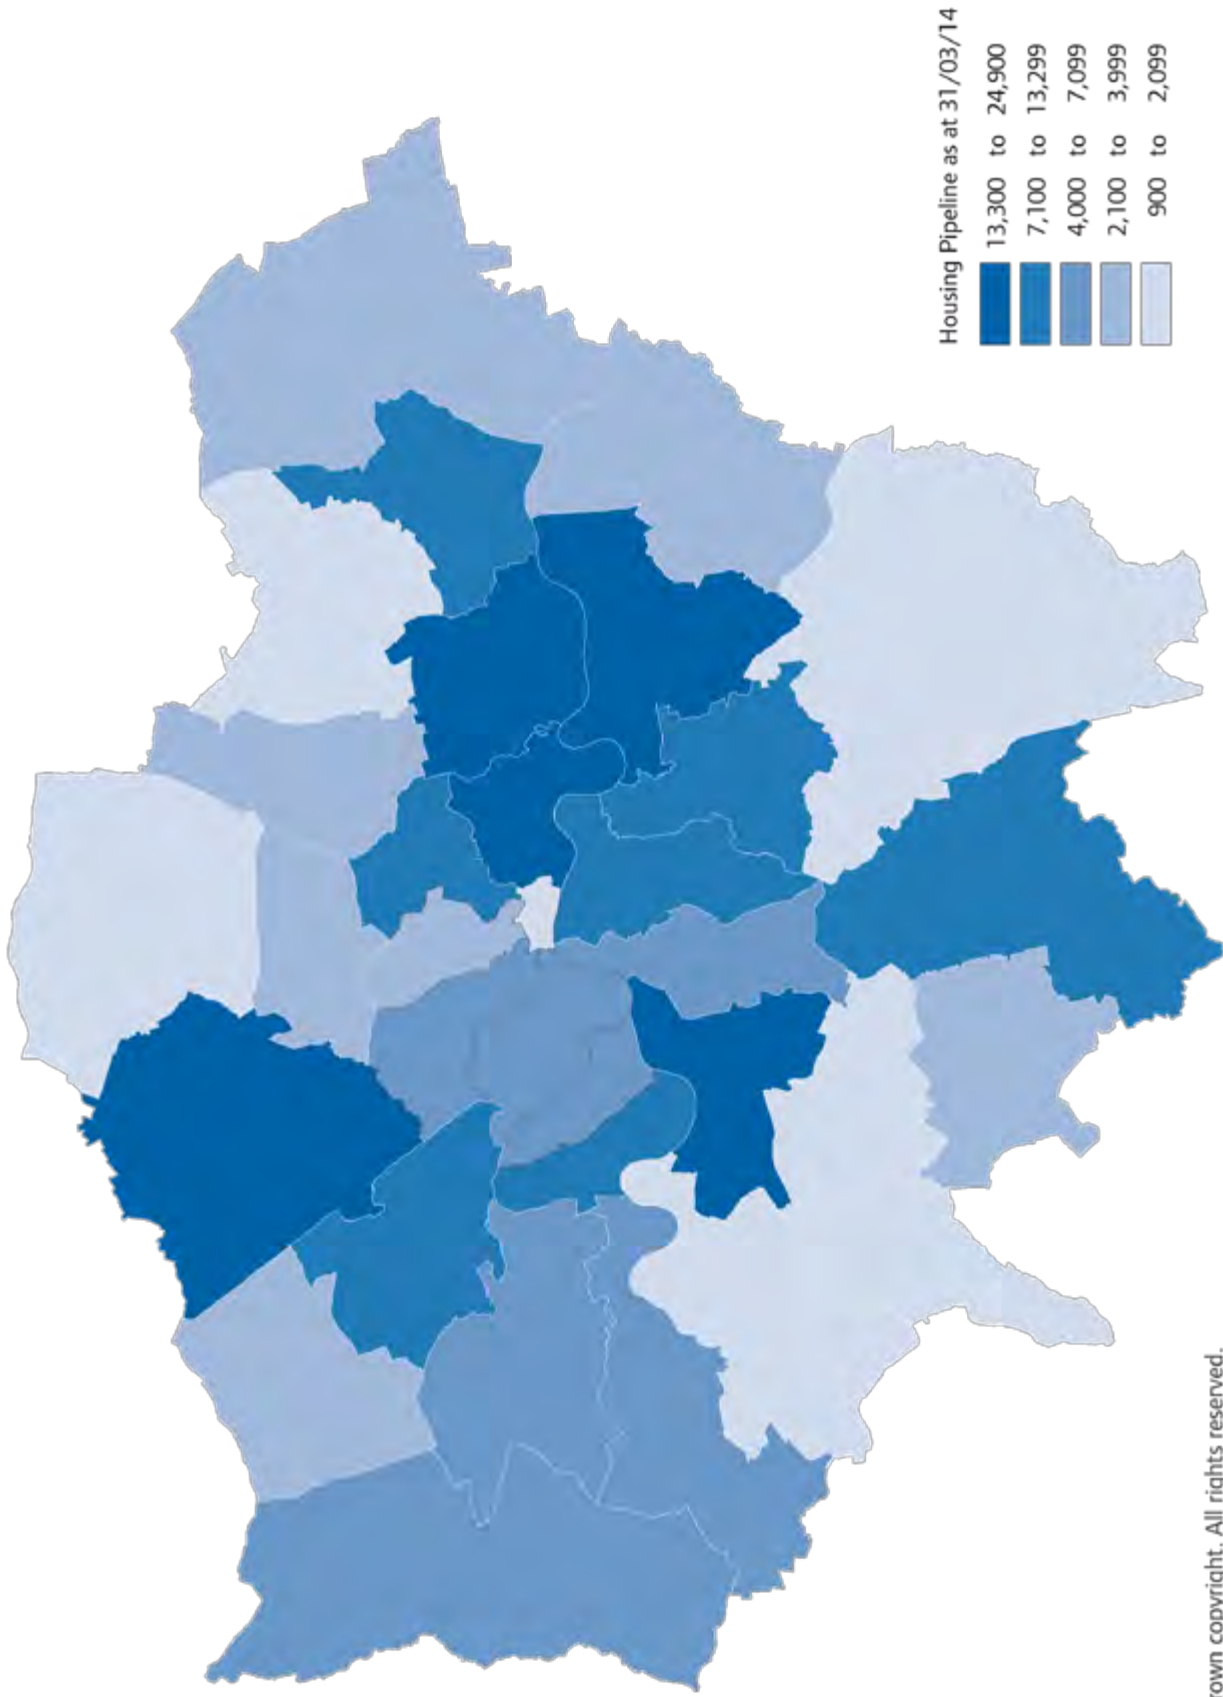 Housing Pipeline as at 31/03/14
13,300 to 24,900
7,100 to 13,299
4,000 to 7,099
2,100 to 3,999
900 to 2,099
rown copyright. All rights reserved.